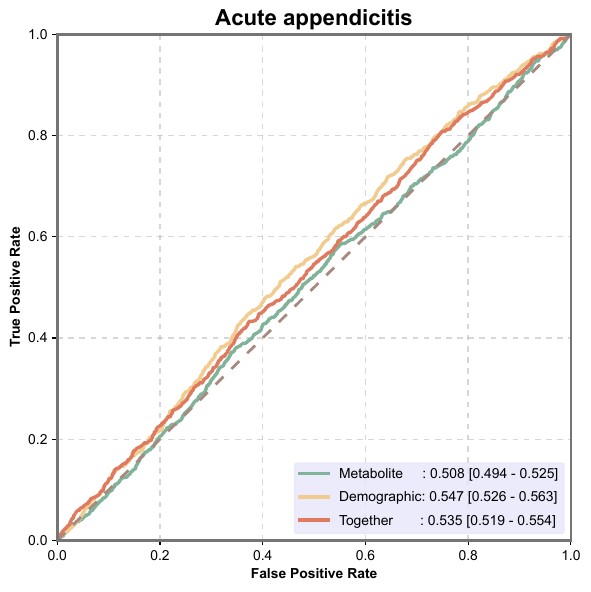 Acute appendicitis
True Positive Rate
1.0
0.8
0.6
0.4
0.2
0.0
Metabolite : 0.508 [0.494 - 0.525]
Demographic: 0.547 [0.526 - 0.563]
Together : 0.535 [0.519 - 0.554]
0.0 0.2 0.4 0.6 0.8 1.0
False Positive Rate